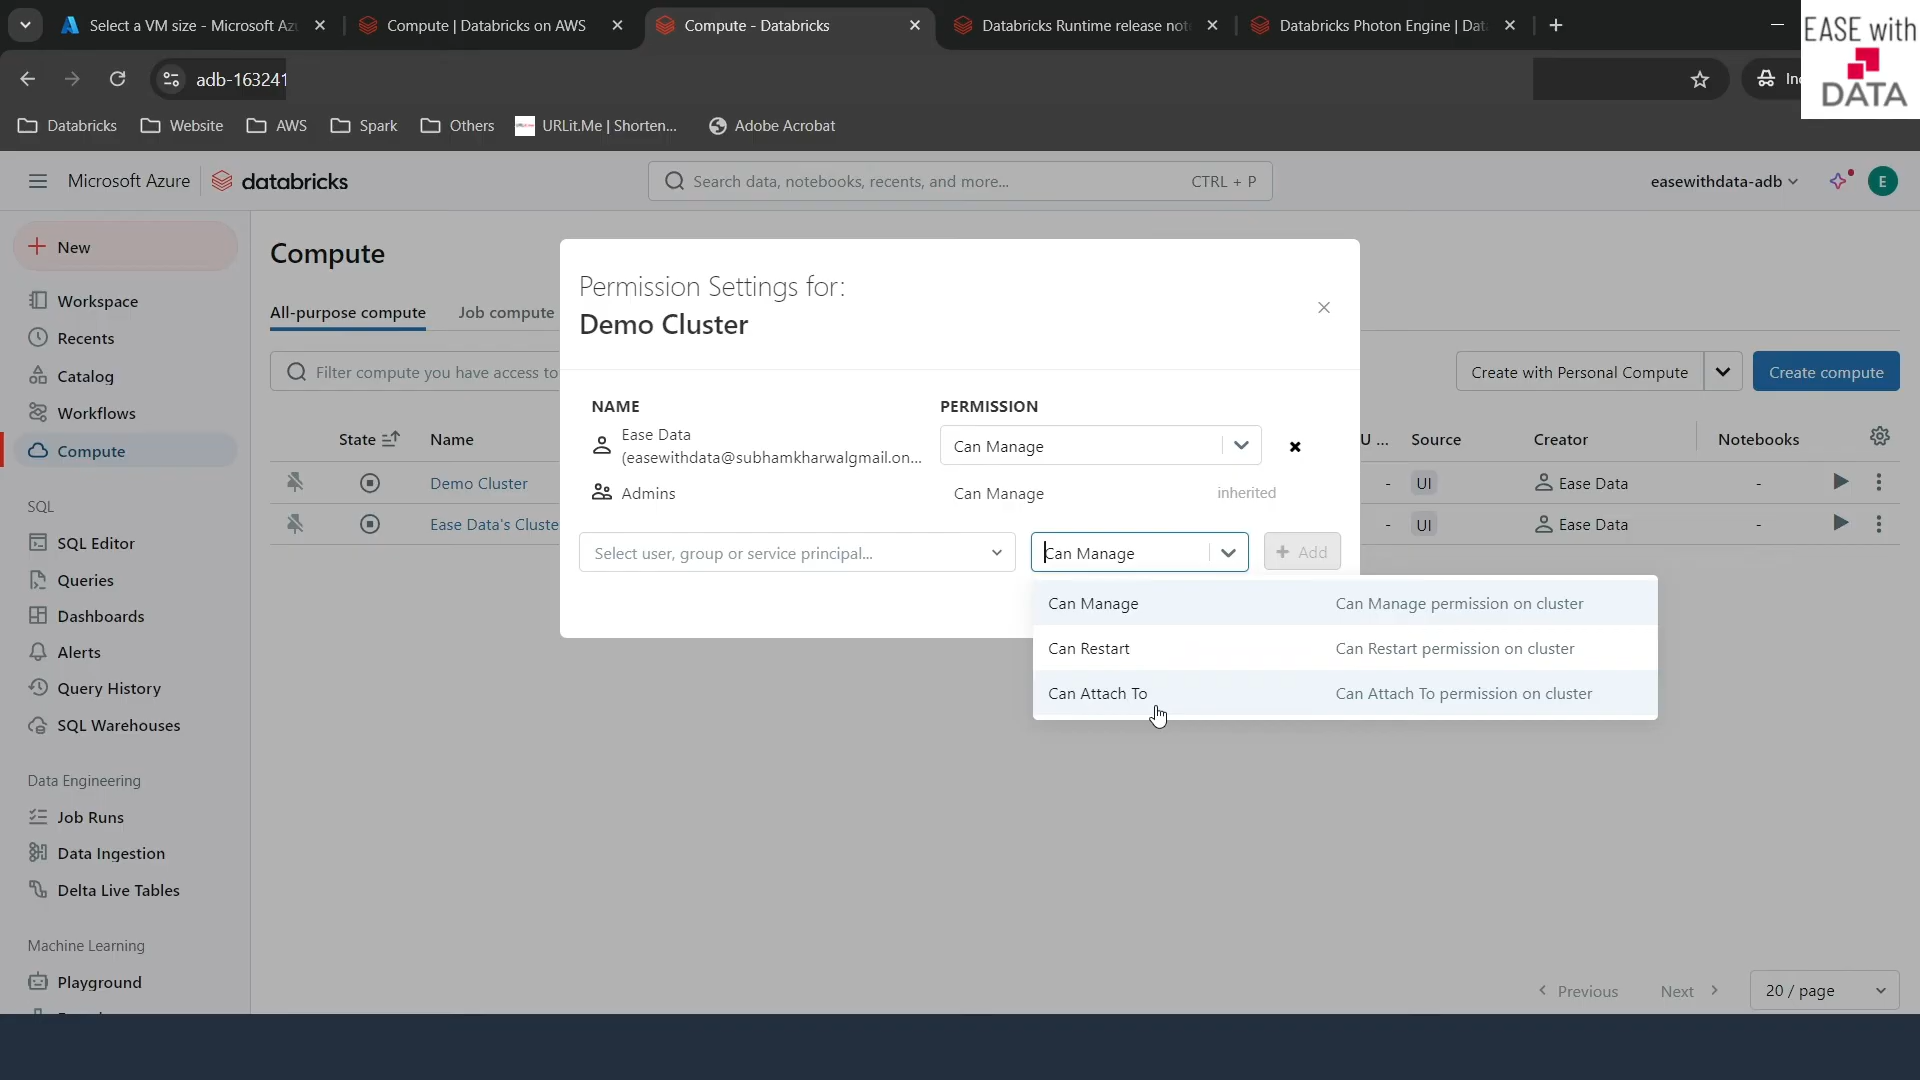 Select a VM size - Microsoft Az
Compute | Databricks on AWS
Compute - Databricks
Databricks Runtime release not
Databricks Photon Engine | Dat
EASE with
DATA
adb-163241
Databricks
Website
AWS
Spark
Others
URLit.Me | Shorten...
Adobe Acrobat
Microsoft Azure
databricks
Search data, notebooks, recents, and more...
CTRL + P
easewithdata-adb
E
New
Workspace
Recents
Catalog
Workflows
Compute
SQL
SQL Editor
Queries
Dashboards
Alerts
Query History
SQL Warehouses
Data Engineering
Job Runs
Data Ingestion
Delta Live Tables
Machine Learning
Playground
Compute
All-purpose compute
Job compute
Filter compute you have access to
Create with Personal Compute
Create compute
State
Name
U ...
Source
Creator
Notebooks
Demo Cluster
-
UI
Ease Data
-
Ease Data's Cluste
-
UI
Ease Data
-
Permission Settings for:
Demo Cluster
NAME
PERMISSION
Ease Data
(easewithdata@subhamkharwalgmail.on...
Can Manage
Admins
Can Manage
inherited
Select user, group or service principal...
Can Manage
+ Add
Can Manage
Can Manage permission on cluster
Can Restart
Can Restart permission on cluster
Can Attach To
Can Attach To permission on cluster
Previous
Next
20 / page